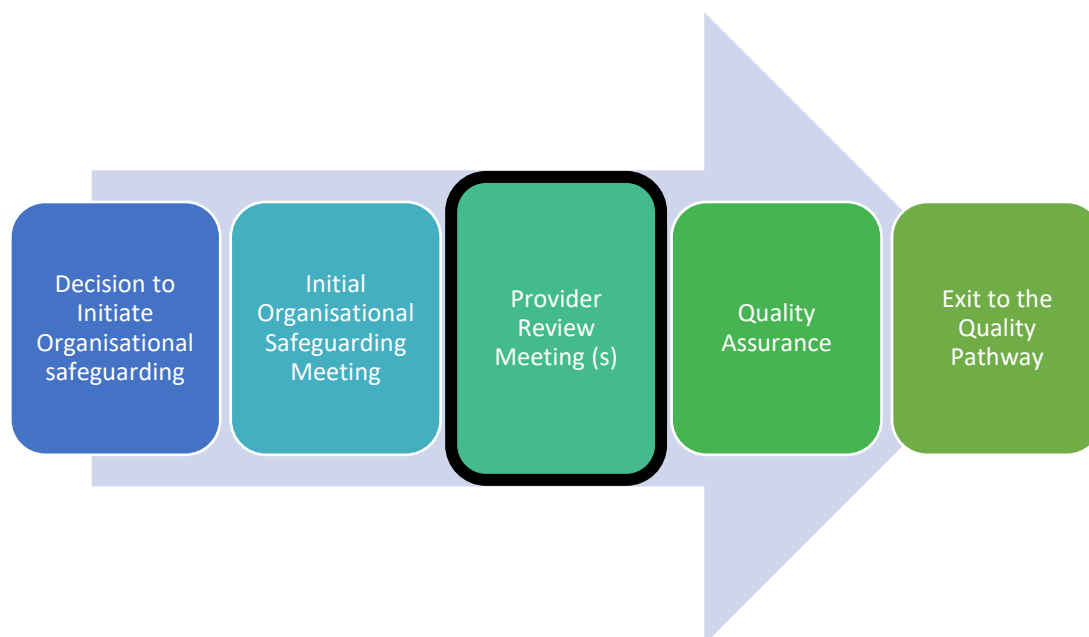 Decision to
Initiate
Organisational
safeguarding
Initial
Organisational
Safeguarding
Meeting
Provider
Review
Meeting (s)
Quality
Assurance
Exit to the
Quality
Pathway